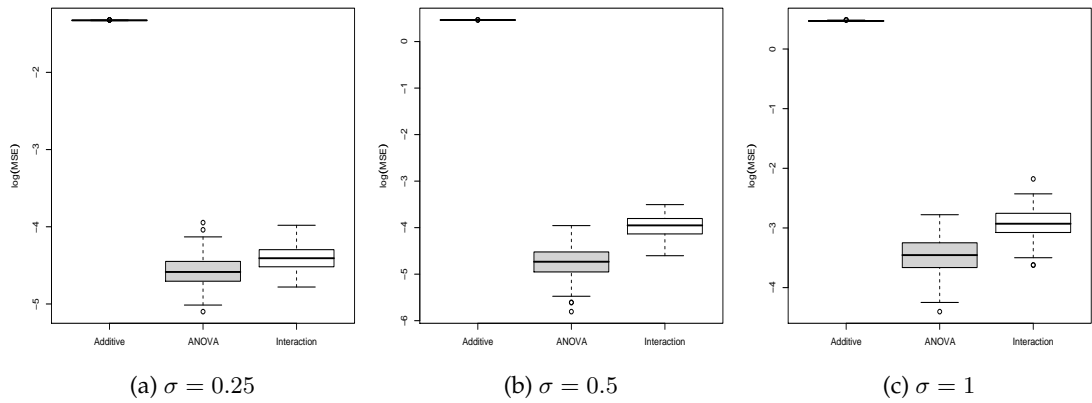 log(MSE)
-2
-3
-4
-5
Additive ANOVA Interaction
(a) σ = 0.25
log(MSE)
0
-1
-2
-3
-4
-5
-6
Additive ANOVA Interaction
(b) σ = 0.5
log(MSE)
0
-1
-2
-3
-4
Additive ANOVA Interaction
(c) σ = 1